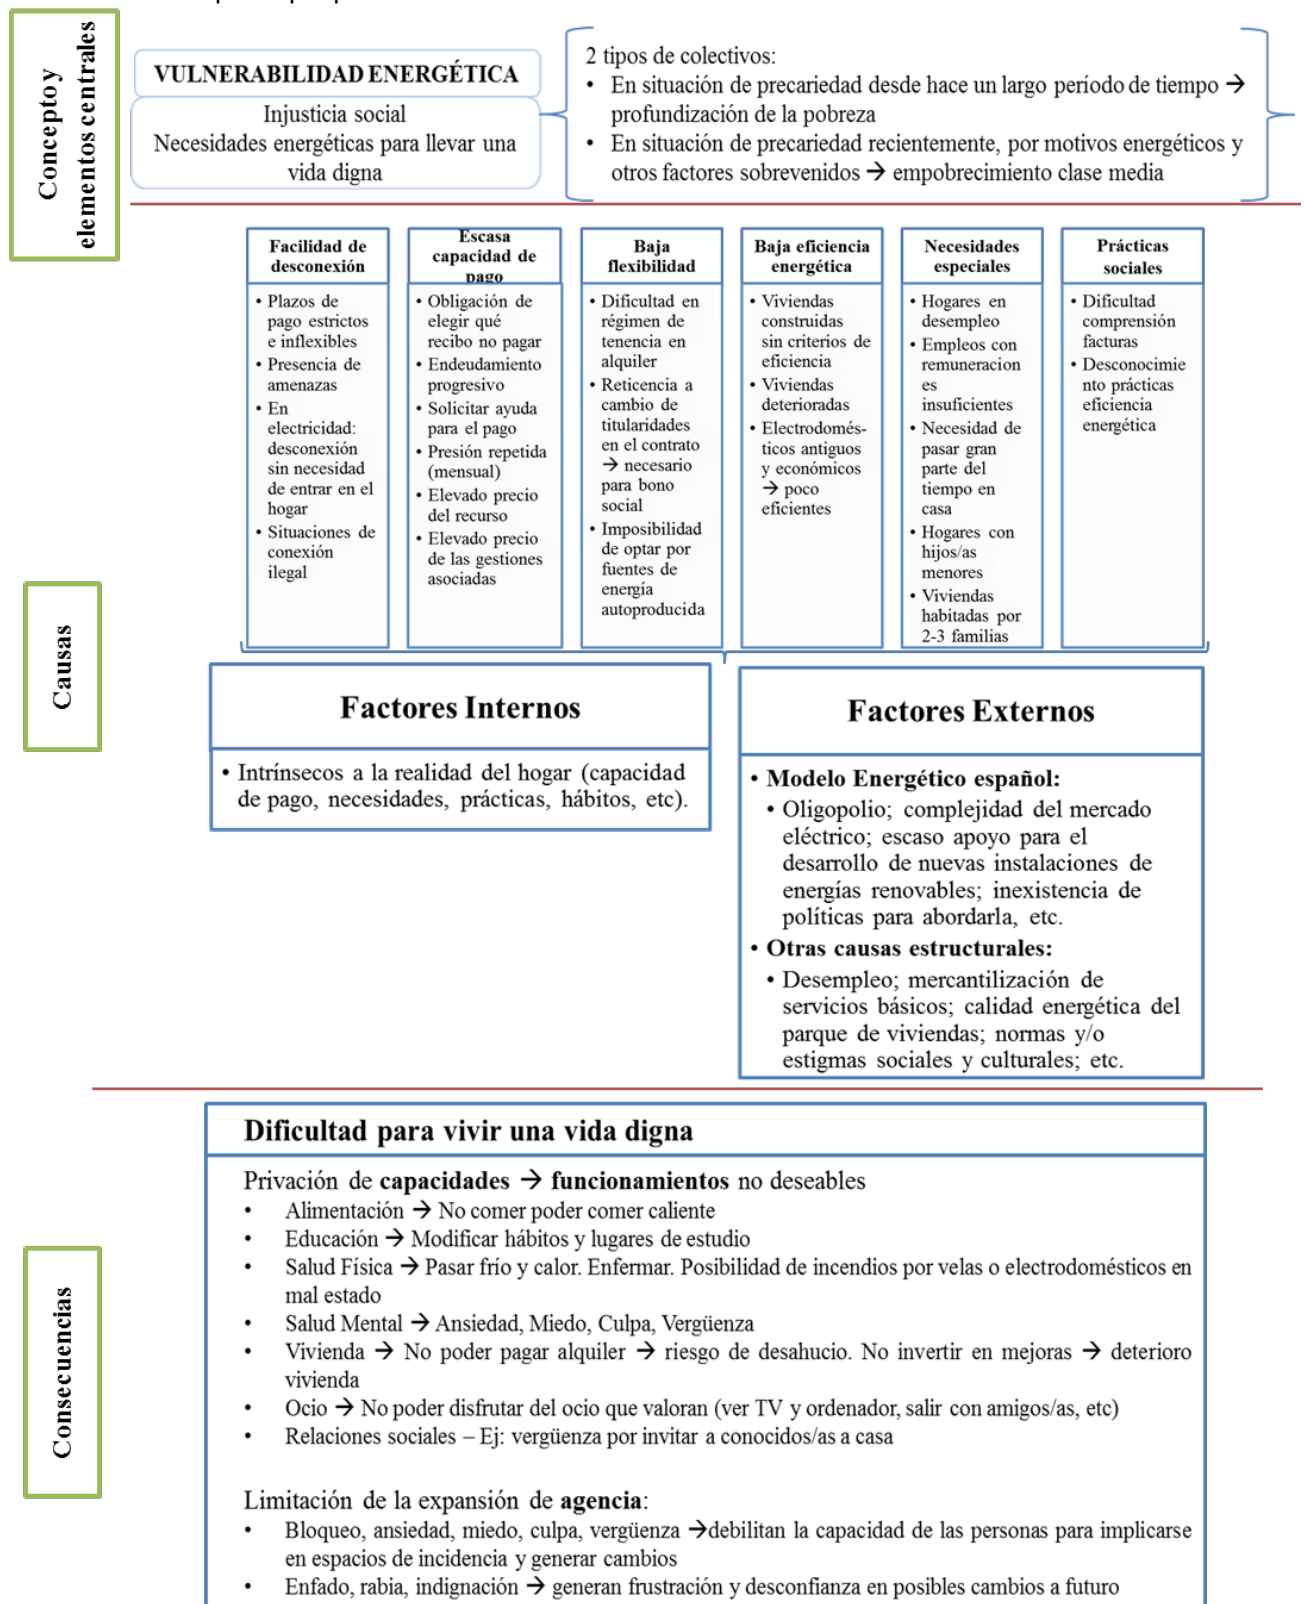 Concepto y
elementos centrales
VULNERABILIDAD ENERGÉTICA
Injusticia social
Necesidades energéticas para llevar una
vida digna
2 tipos de colectivos:
• En situación de precariedad desde hace un largo período de tiempo →
profundización de la pobreza
• En situación de precariedad recientemente, por motivos energéticos y
otros factores sobrevenidos → empobrecimiento clase media
Causas
Facilidad de
desconexión
• Plazos de
pago estrictos
e inflexibles
• Presencia de
amenazas
• En
electricidad:
desconexión
sin necesidad
de entrar en el
hogar
• Situaciones de
conexión
ilegal
Escasa
capacidad de
pago
• Obligación de
elegir qué
recibo no pagar
• Endeudamiento
progresivo
• Solicitar ayuda
para el pago
• Presión repetida
(mensual)
• Elevado precio
del recurso
• Elevado precio
de las gestiones
asociadas
Baja
flexibilidad
• Dificultad en
régimen de
tenencia en
alquiler
• Reticencia a
cambio de
titularidades
en el contrato
→ necesario
para bono
social
• Imposibilidad
de optar por
fuentes de
energía
autoproducida
Baja eficiencia
energética
• Viviendas
construidas
sin criterios de
eficiencia
• Viviendas
deterioradas
• Electrodomés-
ticos antiguos
y económicos
→ poco
eficientes
Necesidades
especiales
• Hogares en
desempleo
• Empleos con
remuneracion
es
insuficientes
• Necesidad de
pasar gran
parte del
tiempo en
casa
• Hogares con
hijos/as
menores
• Viviendas
habitadas por
2-3 familias
Prácticas
sociales
• Dificultad
comprensión
facturas
• Desconocimie
nto prácticas
eficiencia
energética
Factores Internos
• Intrínsecos a la realidad del hogar (capacidad
de pago, necesidades, prácticas, hábitos, etc).
Factores Externos
• Modelo Energético español:
• Oligopolio; complejidad del mercado
eléctrico; escaso apoyo para el
desarrollo de nuevas instalaciones de
energías renovables; inexistencia de
políticas para abordarla, etc.
• Otras causas estructurales:
• Desempleo; mercantilización de
servicios básicos; calidad energética del
parque de viviendas; normas y/o
estigmas sociales y culturales; etc.
Consecuencias
Dificultad para vivir una vida digna
Privación de capacidades → funcionamientos no deseables
• Alimentación → No comer poder comer caliente
• Educación → Modificar hábitos y lugares de estudio
• Salud Física → Pasar frío y calor. Enfermar. Posibilidad de incendios por velas o electrodomésticos en
mal estado
• Salud Mental → Ansiedad, Miedo, Culpa, Vergüenza
• Vivienda → No poder pagar alquiler → riesgo de desahucio. No invertir en mejoras → deterioro
vivienda
• Ocio → No poder disfrutar del ocio que valoran (ver TV y ordenador, salir con amigos/as, etc)
• Relaciones sociales – Ej: vergüenza por invitar a conocidos/as a casa
Limitación de la expansión de agencia:
• Bloqueo, ansiedad, miedo, culpa, vergüenza →debilitan la capacidad de las personas para implicarse
en espacios de incidencia y generar cambios
• Enfado, rabia, indignación → generan frustración y desconfianza en posibles cambios a futuro